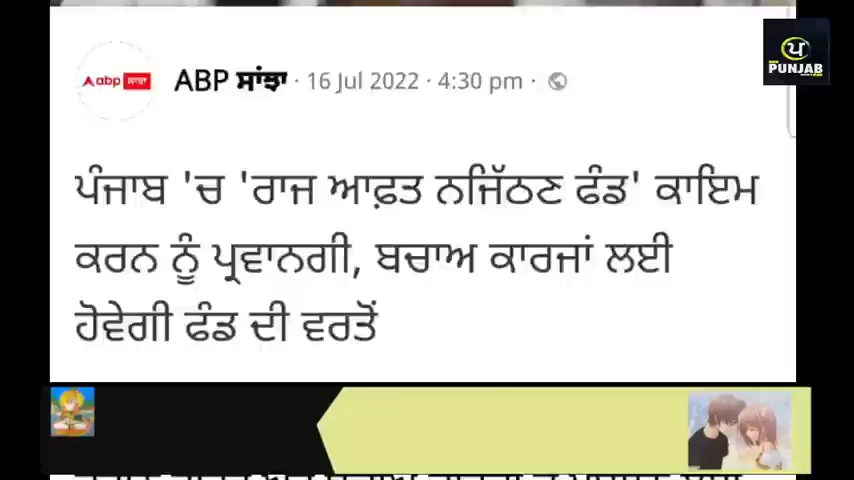 ਪ
PUNJAB
abp ਸਾਂਝਾ
ABP ਸਾਂਝਾ · 16 Jul 2022 · 4:30 pm ·
ਪੰਜਾਬ 'ਚ 'ਰਾਜ ਆਫ਼ਤ ਨਜਿੱਠਣ ਫੰਡ' ਕਾਇਮ
ਕਰਨ ਨੂੰ ਪ੍ਰਵਾਨਗੀ, ਬਚਾਅ ਕਾਰਜਾਂ ਲਈ
ਹੋਵੇਗੀ ਫੰਡ ਦੀ ਵਰਤੋਂ